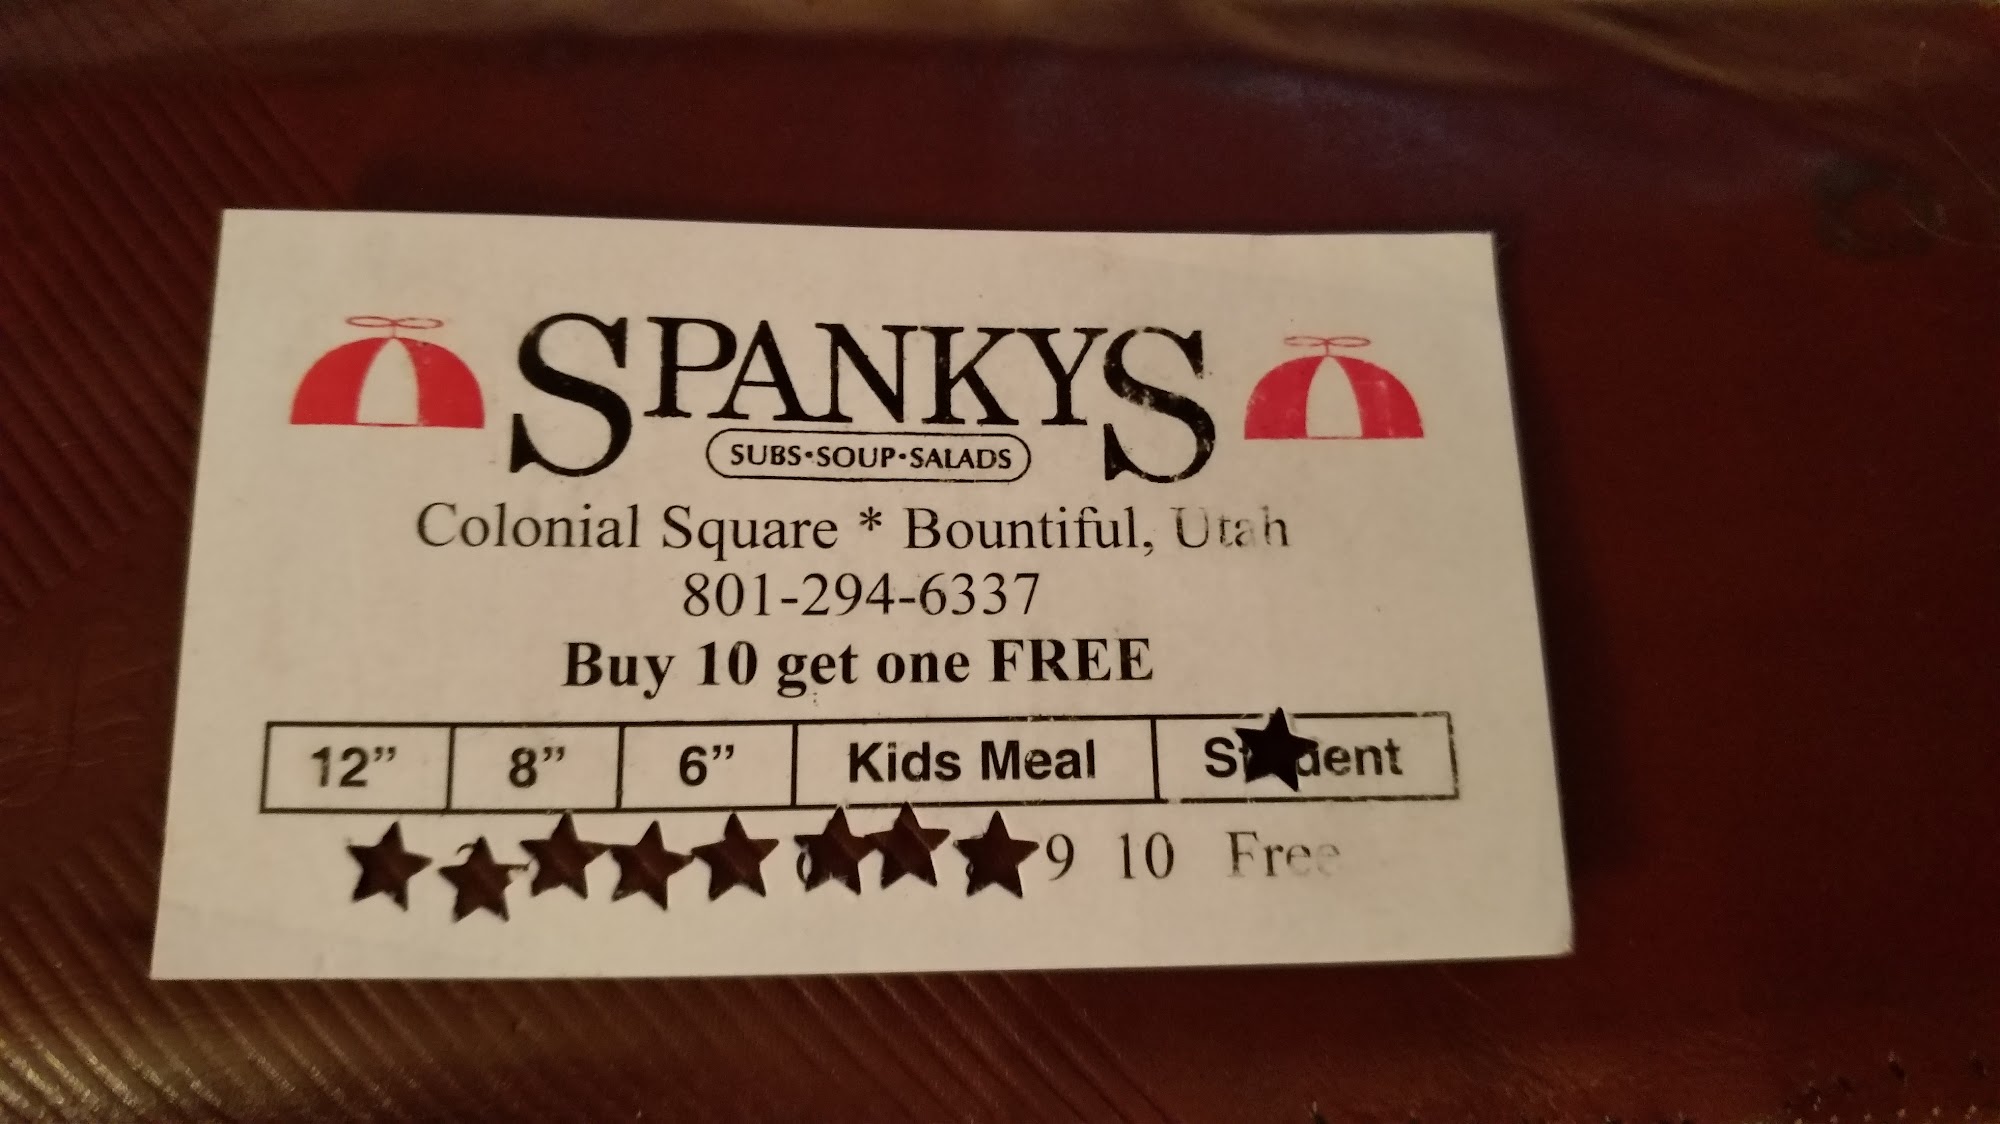 SPANKYS
SUBS•SOUP•SALADS
Colonial Square * Bountiful, Utah
801-294-6337
Buy 10 get one FREE
12” 8” 6” Kids Meal
9 10 Free